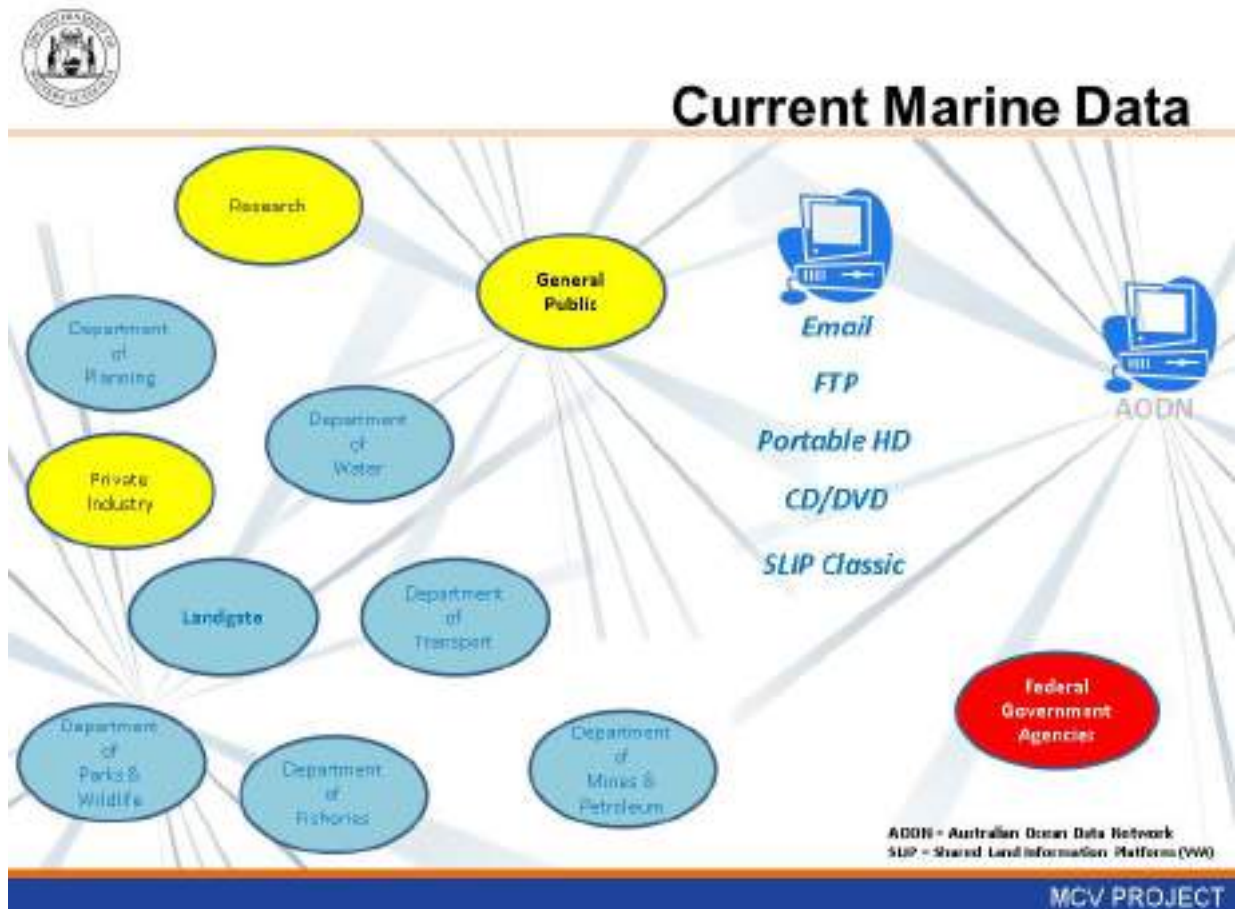 Current Marine Data
Research
General
Public
Department
of
Planning
Department
of
Water
Private
Industry
Landgate
Department
of
Transport
Department
of
Parks &
Wildlife
Department
of
Fisheries
Department
of
Mines &
Petroleum
Email
FTP
Portable HD
CD/DVD
SLIP Classic
AODN
Federal
Government
Agencies
AODN - Australian Ocean Data Network
SLIP - Shared Land Information Platform (WA)
MCV PROJECT